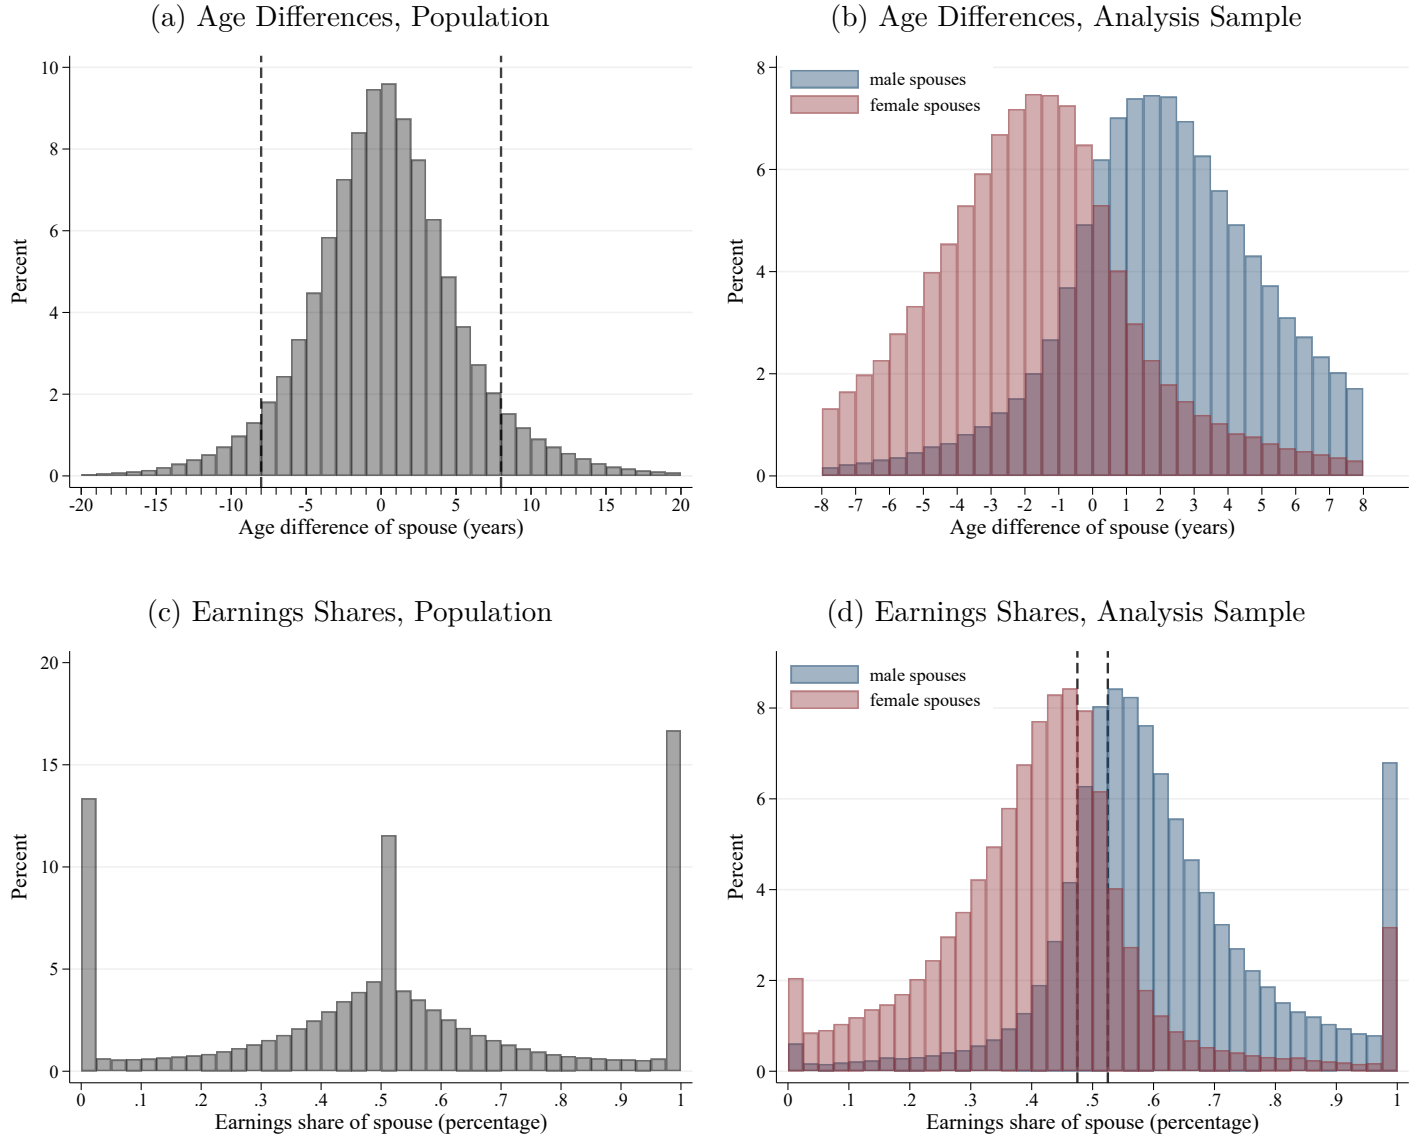 (a) Age Differences, Population
10
8
6
4
2
0
Percent
-20 -15 -10 -5 0 5 10 15 20
Age difference of spouse (years)
(b) Age Differences, Analysis Sample
male spouses
female spouses
8
6
4
2
0
Percent
-8 -7 -6 -5 -4 -3 -2 -1 0 1 2 3 4 5 6 7 8
Age difference of spouse (years)
(c) Earnings Shares, Population
20
15
10
5
0
Percent
0 .1 .2 .3 .4 .5 .6 .7 .8 .9 1
Earnings share of spouse (percentage)
(d) Earnings Shares, Analysis Sample
male spouses
female spouses
8
6
4
2
0
Percent
0 .1 .2 .3 .4 .5 .6 .7 .8 .9 1
Earnings share of spouse (percentage)